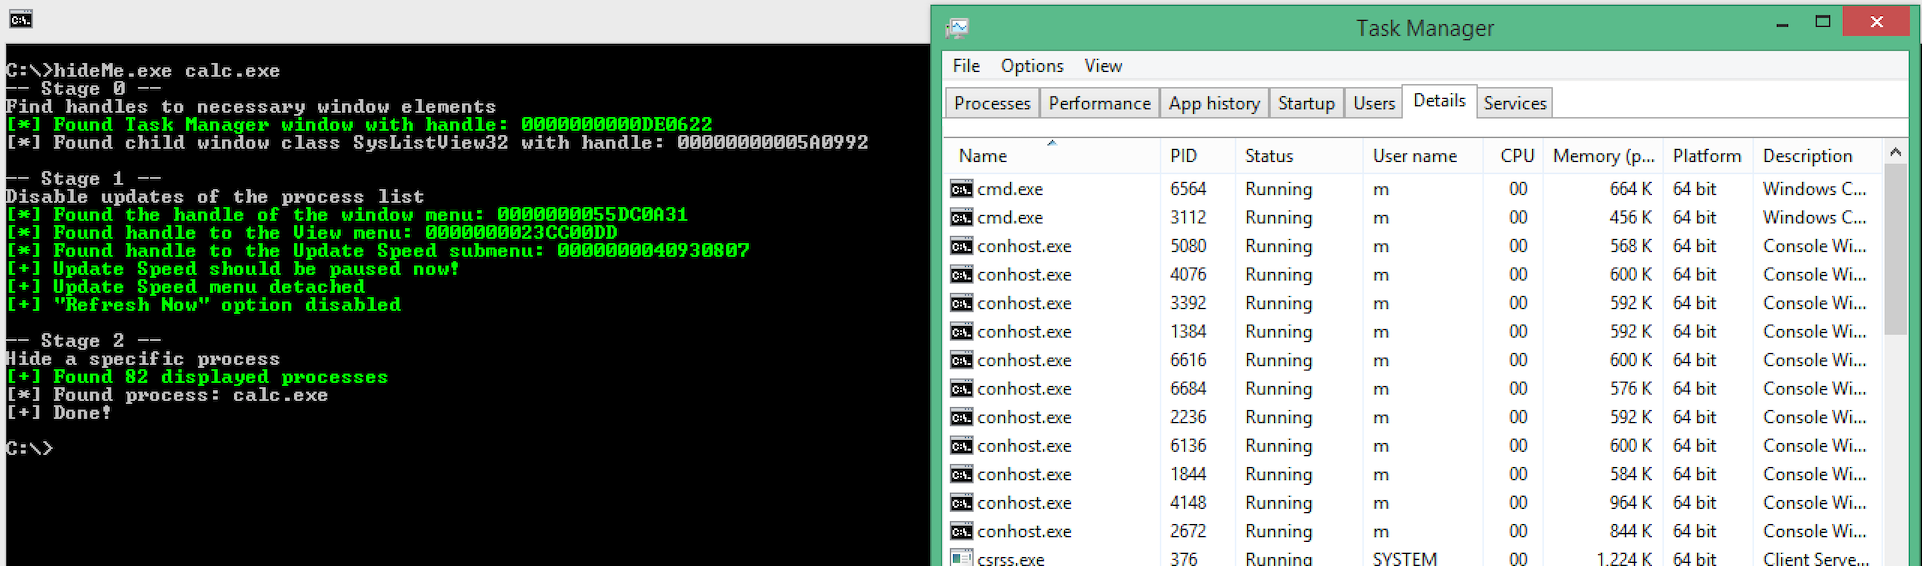 C:\>hideMe.exe calc.exe
-- Stage 0 --
Find handles to necessary window elements
[*] Found Task Manager window with handle: 0000000000DE0622
[*] Found child window class SysListView32 with handle: 00000000005A0992
-- Stage 1 --
Disable updates of the process list
[*] Found the handle of the window menu: 0000000055DC0A31
[*] Found handle to the View menu: 0000000023CC00DD
[*] Found handle to the Update Speed submenu: 0000000040930807
[+] Update Speed should be paused now!
[+] Update Speed menu detached
[+] "Refresh Now" option disabled
-- Stage 2 --
Hide a specific process
[+] Found 82 displayed processes
[*] Found process: calc.exe
[+] Done!
C:\>
Task Manager
File Options View
Processes Performance App history Startup Users Details Services
Name PID Status User name CPU Memory (p... Platform Description
cmd.exe 6564 Running m 00 664 K 64 bit Windows C...
cmd.exe 3112 Running m 00 456 K 64 bit Windows C...
conhost.exe 5080 Running m 00 568 K 64 bit Console Wi...
conhost.exe 4076 Running m 00 600 K 64 bit Console Wi...
conhost.exe 3392 Running m 00 592 K 64 bit Console Wi...
conhost.exe 1384 Running m 00 592 K 64 bit Console Wi...
conhost.exe 6616 Running m 00 600 K 64 bit Console Wi...
conhost.exe 6684 Running m 00 576 K 64 bit Console Wi...
conhost.exe 2236 Running m 00 592 K 64 bit Console Wi...
conhost.exe 6136 Running m 00 600 K 64 bit Console Wi...
conhost.exe 1844 Running m 00 584 K 64 bit Console Wi...
conhost.exe 4148 Running m 00 964 K 64 bit Console Wi...
conhost.exe 2672 Running m 00 844 K 64 bit Console Wi...
csrss.exe 376 Running SYSTEM 00 1,224 K 64 bit Client Serve...